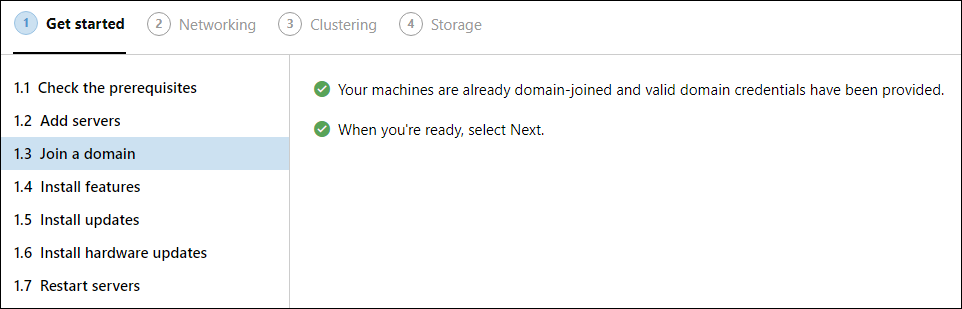 1 Get started 2 Networking 3 Clustering 4 Storage
1.1 Check the prerequisites
1.2 Add servers
1.3 Join a domain
1.4 Install features
1.5 Install updates
1.6 Install hardware updates
1.7 Restart servers
Your machines are already domain-joined and valid domain credentials have been provided.
When you're ready, select Next.